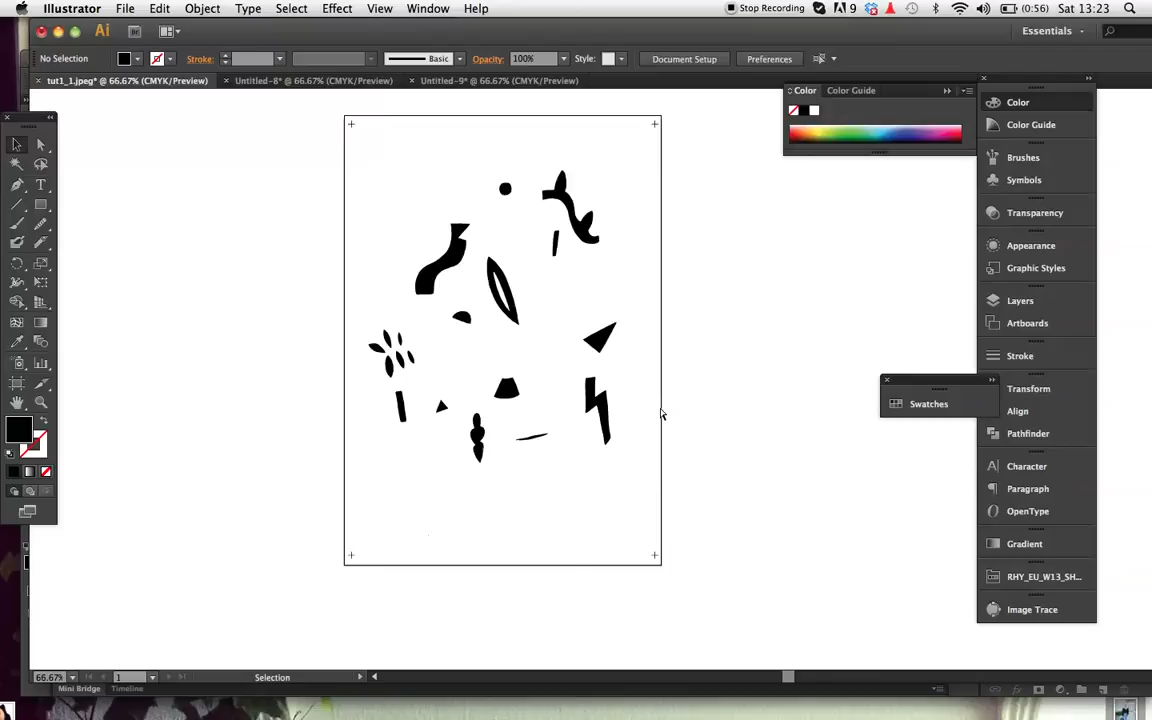 Illustrator File Edit Object Type Select Effect View Window Help
Stop Recording 9 (0:56) Sat 13:23
Ai Br Essentials
No Selection Stroke: Basic Opacity: 100% Style: Document Setup Preferences
× tut1_1.jpeg* @ 66.67% (CMYK/Preview) × Untitled-8* @ 66.67% (CMYK/Preview) × Untitled-9* @ 66.67% (CMYK/Preview)
Color Color Guide
Color
Color Guide
Brushes
Symbols
Transparency
Appearance
Graphic Styles
Layers
Artboards
Stroke
Swatches
Transform
Align
Pathfinder
Character
Paragraph
OpenType
Gradient
RHY_EU_W13_SH...
Image Trace
66.67% 1 Selection
Mini Bridge Timeline